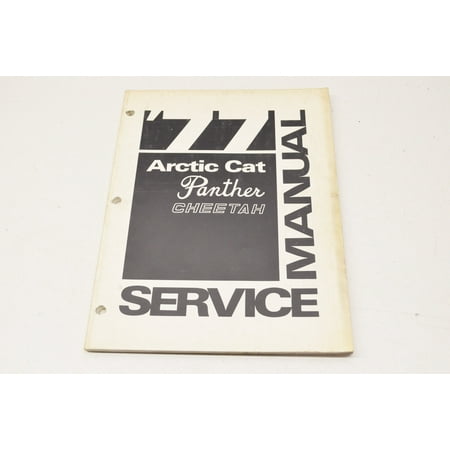 '77
Arctic Cat
Panther
CHEETAH
SERVICE
MANUAL